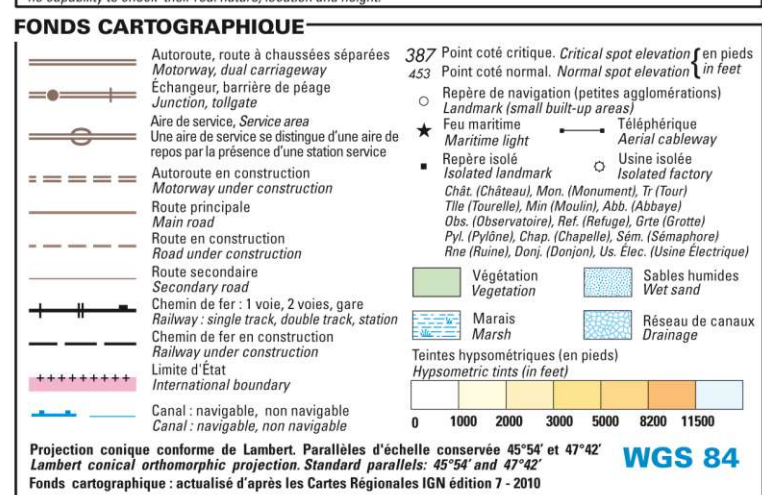 no capability to check their real nature, location and height.
FONDS CARTOGRAPHIQUE
Autoroute, route à chaussées séparées
Motorway, dual carriageway
Échangeur, barrière de péage
Junction, tollgate
Aire de service, Service area
Une aire de service se distingue d'une aire de
repos par la présence d'une station service
Autoroute en construction
Motorway under construction
Route principale
Main road
Route en construction
Road under construction
Route secondaire
Secondary road
Chemin de fer : 1 voie, 2 voies, gare
Railway : single track, double track, station
Chemin de fer en construction
Railway under construction
Limite d'État
International boundary
Canal : navigable, non navigable
Canal : navigable, non navigable
387 Point coté critique. Critical spot elevation { en pieds
453 Point coté normal. Normal spot elevation { in feet
Repère de navigation (petites agglomérations)
Landmark (small built-up areas)
Feu maritime
Maritime light
Téléphérique
Aerial cableway
Repère isolé
Isolated landmark
Usine isolée
Isolated factory
Chât. (Château), Mon. (Monument), Tr (Tour)
Tlle (Tourelle), Min (Moulin), Abb. (Abbaye)
Obs. (Observatoire), Ref. (Refuge), Grte (Grotte)
Pyl. (Pylône), Chap. (Chapelle), Sém. (Sémaphore)
Rne (Ruine), Donj. (Donjon), Us. Élec. (Usine Électrique)
Végétation
Vegetation
Sables humides
Wet sand
Marais
Marsh
Réseau de canaux
Drainage
Teintes hypsométriques (en pieds)
Hypsometric tints (in feet)
0 1000 2000 3000 5000 8200 11500
Projection conique conforme de Lambert. Parallèles d'échelle conservée 45°54' et 47°42'
Lambert conical orthomorphic projection. Standard parallels: 45°54' and 47°42'
Fonds cartographique : actualisé d'après les Cartes Régionales IGN édition 7 - 2010
WGS 84